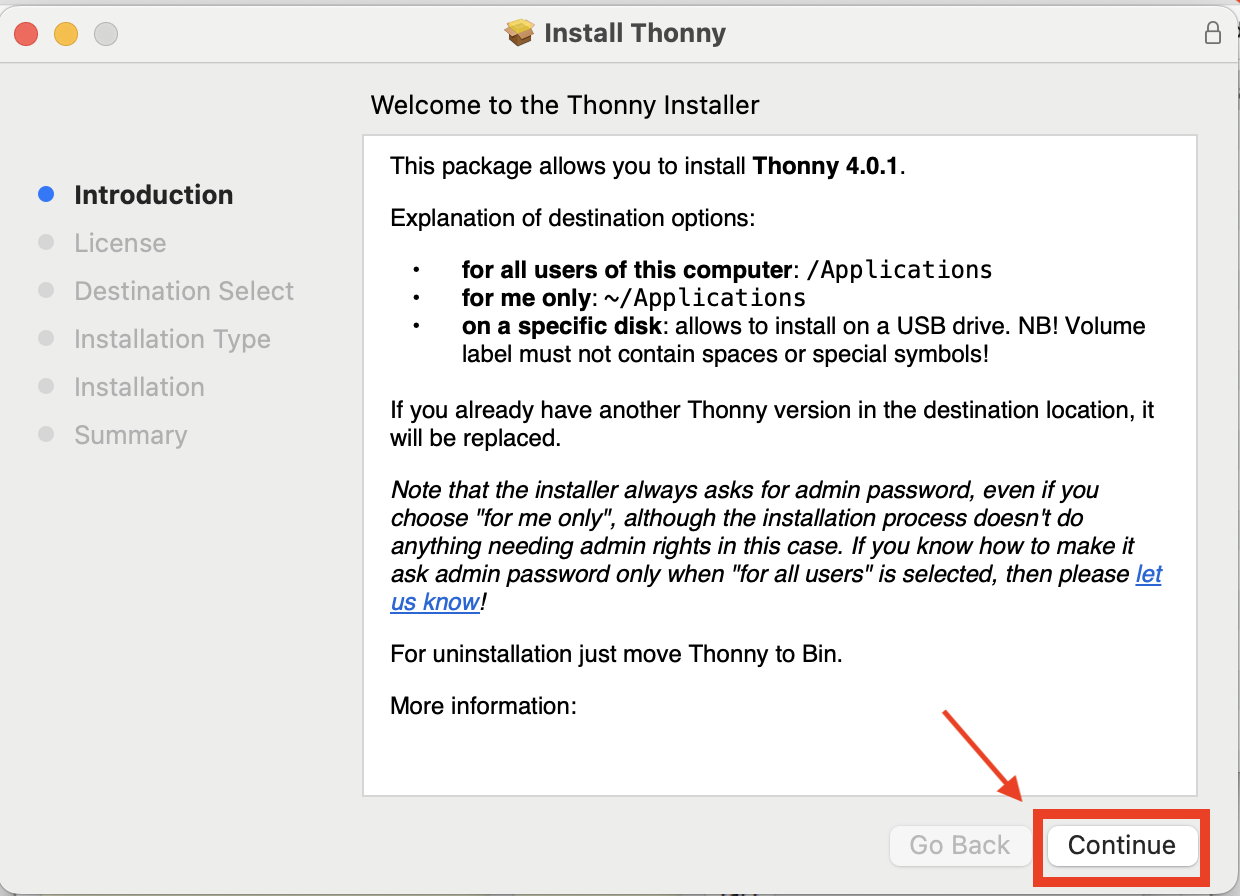 Install Thonny
Welcome to the Thonny Installer
Introduction
License
Destination Select
Installation Type
Installation
Summary
This package allows you to install Thonny 4.0.1.
Explanation of destination options:
• for all users of this computer: /Applications
• for me only: ~/Applications
• on a specific disk: allows to install on a USB drive. NB! Volume
label must not contain spaces or special symbols!
If you already have another Thonny version in the destination location, it
will be replaced.
Note that the installer always asks for admin password, even if you
choose "for me only", although the installation process doesn't do
anything needing admin rights in this case. If you know how to make it
ask admin password only when "for all users" is selected, then please let
us know!
For uninstallation just move Thonny to Bin.
More information:
Go Back
Continue